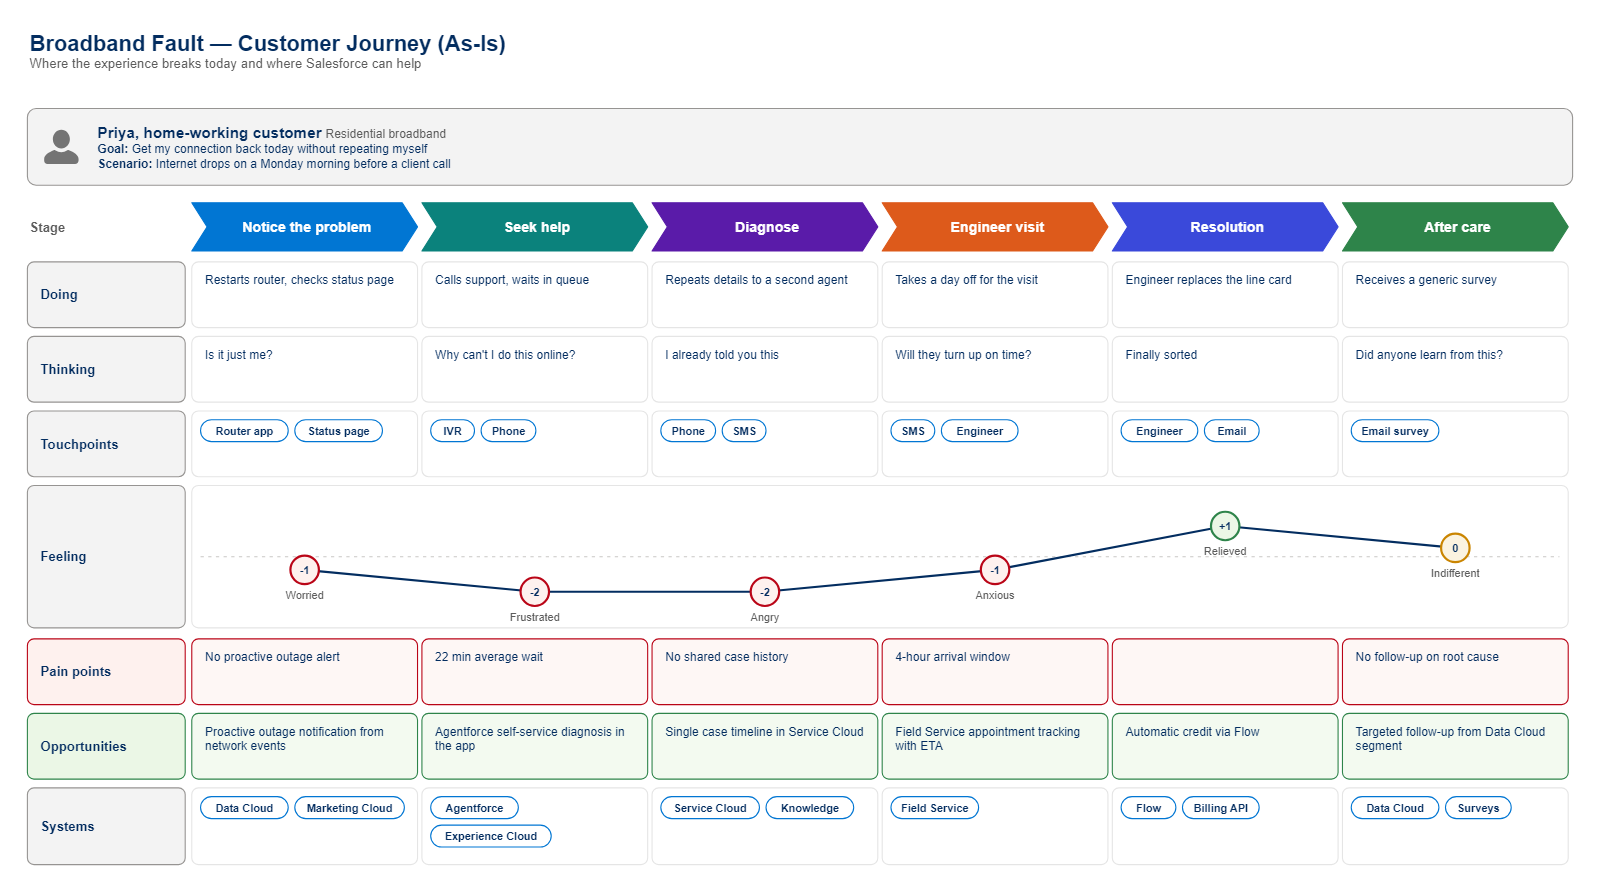 Broadband Fault — Customer Journey (As-Is)
Where the experience breaks today and where Salesforce can help
Priya, home-working customer Residential broadband
Goal: Get my connection back today without repeating myself
Scenario: Internet drops on a Monday morning before a client call
Stage
Notice the problem
Seek help
Diagnose
Engineer visit
Resolution
After care
Doing
Restarts router, checks status page
Calls support, waits in queue
Repeats details to a second agent
Takes a day off for the visit
Engineer replaces the line card
Receives a generic survey
Thinking
Is it just me?
Why can't I do this online?
I already told you this
Will they turn up on time?
Finally sorted
Did anyone learn from this?
Touchpoints
Router app
Status page
IVR
Phone
Phone
SMS
SMS
Engineer
Engineer
Email
Email survey
Feeling
-1
Worried
-2
Frustrated
-2
Angry
-1
Anxious
+1
Relieved
0
Indifferent
Pain points
No proactive outage alert
22 min average wait
No shared case history
4-hour arrival window
No follow-up on root cause
Opportunities
Proactive outage notification from
network events
Agentforce self-service diagnosis in
the app
Single case timeline in Service Cloud
Field Service appointment tracking
with ETA
Automatic credit via Flow
Targeted follow-up from Data Cloud
segment
Systems
Data Cloud
Marketing Cloud
Agentforce
Experience Cloud
Service Cloud
Knowledge
Field Service
Flow
Billing API
Data Cloud
Surveys